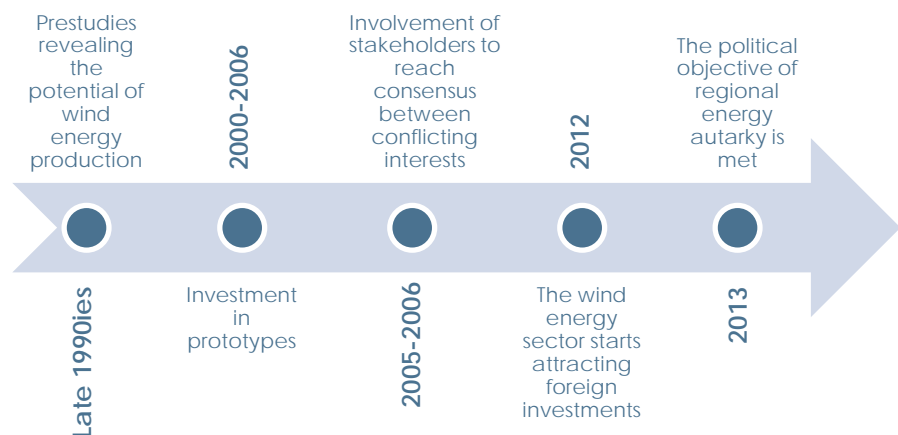 Prestudies
revealing
the
potential of
wind
energy
production
Late 1990ies
2000-2006
Investment
in
prototypes
Involvement of
stakeholders to
reach
consensus
between
conflicting
interests
2005-2006
2012
The wind
energy
sector starts
attracting
foreign
investments
The political
objective of
regional
energy
autarky is
met
2013